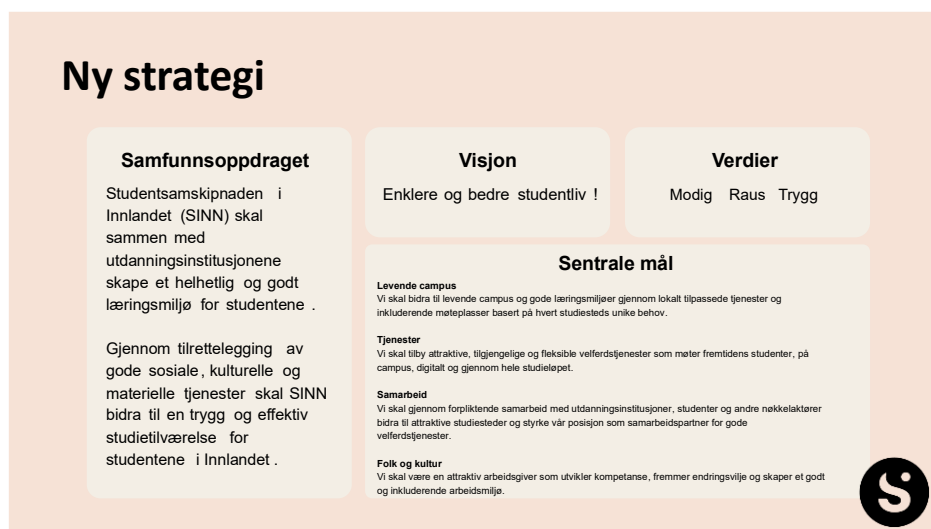 Ny strategi
Samfunnsoppdraget
Studentsamskipnaden i
Innlandet (SINN) skal
sammen med
utdanningsinstitusjonene
skape et helhetlig og godt
læringsmiljø for studentene .
Gjennom tilrettelegging av
gode sosiale, kulturelle og
materielle tjenester skal SINN
bidra til en trygg og effektiv
studietilværelse for
studentene i Innlandet .
Visjon
Enklere og bedre studentliv !
Verdier
Modig Raus Trygg
Sentrale mål
Levende campus
Vi skal bidra til levende campus og gode læringsmiljøer gjennom lokalt tilpassede tjenester og
inkluderende møteplasser basert på hvert studiesteds unike behov.
Tjenester
Vi skal tilby attraktive, tilgjengelige og fleksible velferdstjenester som møter fremtidens studenter, på
campus, digitalt og gjennom hele studieløpet.
Samarbeid
Vi skal gjennom forpliktende samarbeid med utdanningsinstitusjoner, studenter og andre nøkkelaktører
bidra til attraktive studiesteder og styrke vår posisjon som samarbeidspartner for gode
velferdstjenester.
Folk og kultur
Vi skal være en attraktiv arbeidsgiver som utvikler kompetanse, fremmer endringsvilje og skaper et godt
og inkluderende arbeidsmiljø.